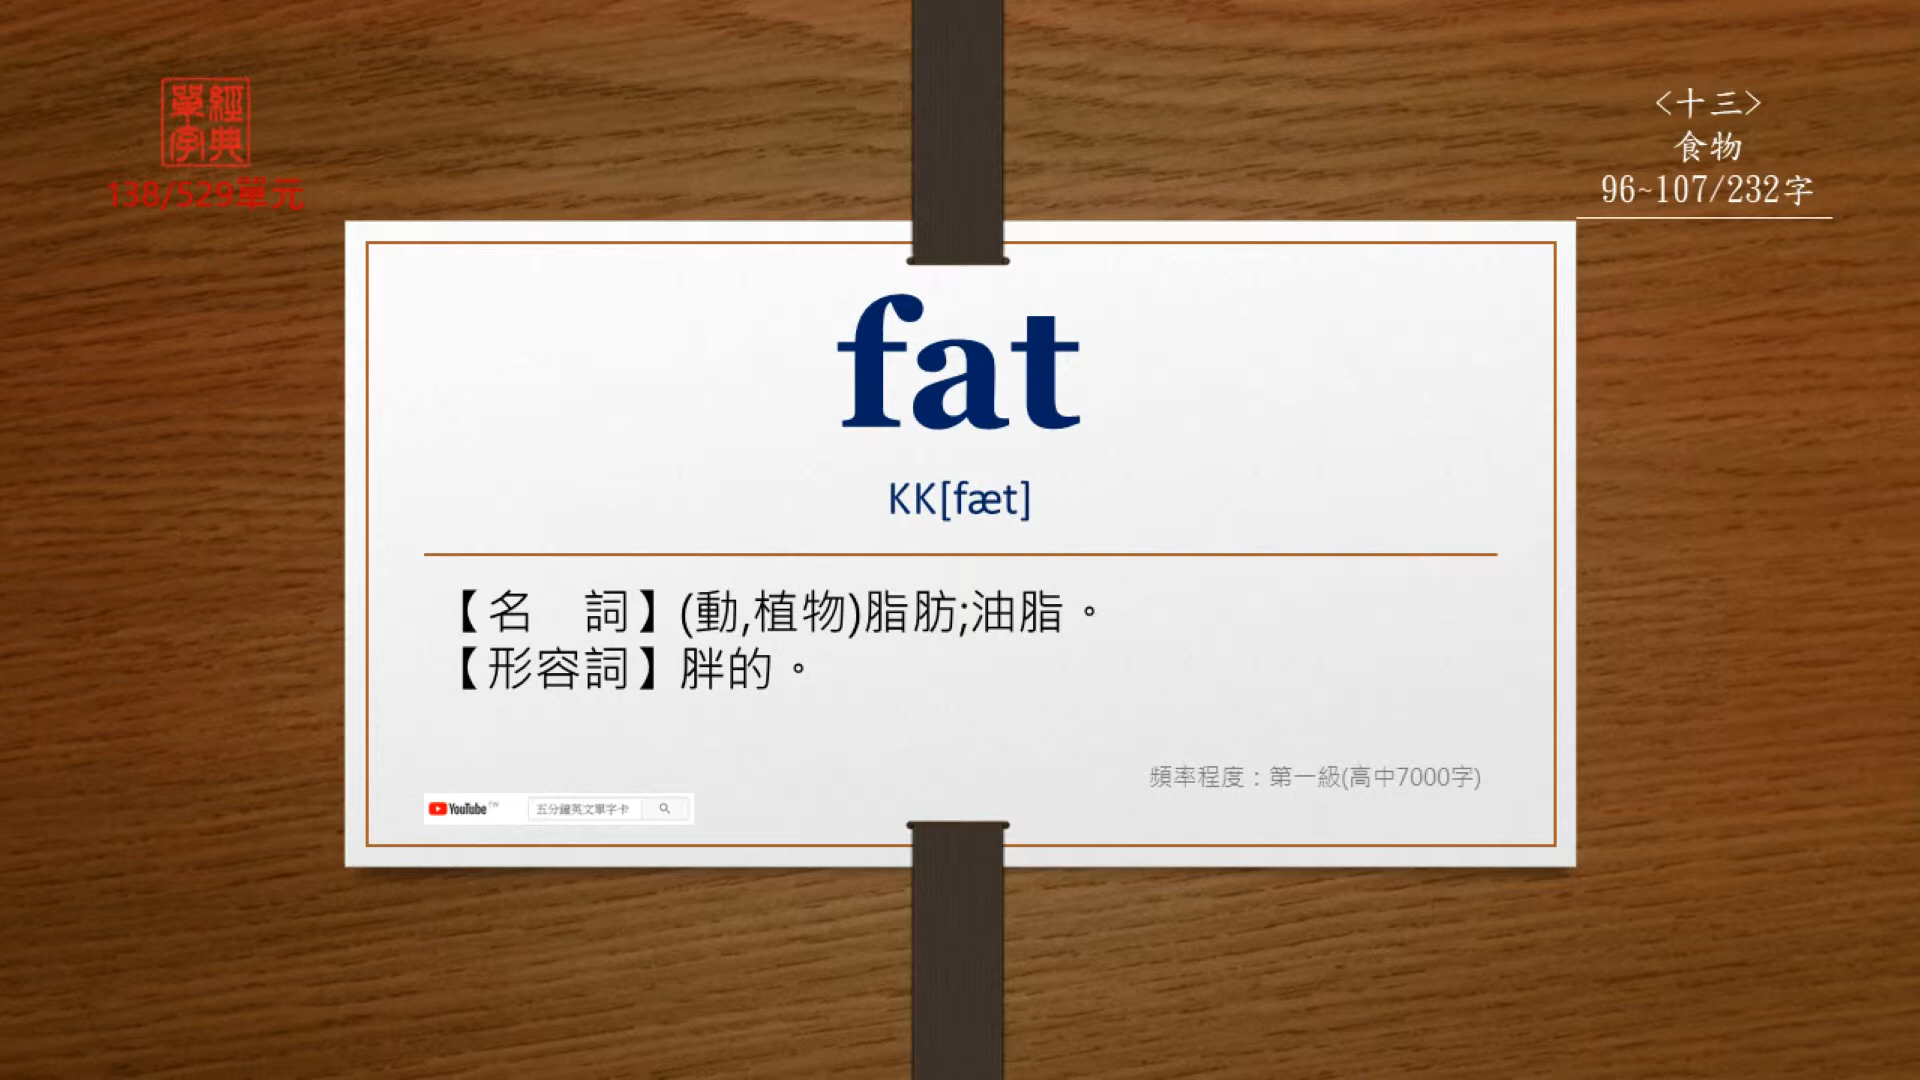 經典
單字
138/529單元
<十三>
食物
96~107/232字
fat
KK[fæt]
【名　詞】(動,植物)脂肪;油脂。
【形容詞】胖的。
頻率程度：第一級(高中7000字)
YouTube TW
五分鐘英文單字卡